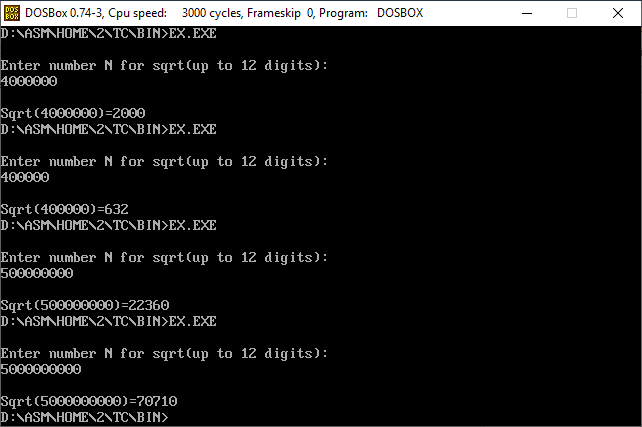 DOSBox 0.74-3, Cpu speed: 3000 cycles, Frameskip 0, Program: DOSBOX
D:\ASM\HOME\2\TC\BIN>EX.EXE
Enter number N for sqrt(up to 12 digits):
4000000
Sqrt(4000000)=2000
D:\ASM\HOME\2\TC\BIN>EX.EXE
Enter number N for sqrt(up to 12 digits):
400000
Sqrt(400000)=632
D:\ASM\HOME\2\TC\BIN>EX.EXE
Enter number N for sqrt(up to 12 digits):
500000000
Sqrt(500000000)=22360
D:\ASM\HOME\2\TC\BIN>EX.EXE
Enter number N for sqrt(up to 12 digits):
5000000000
Sqrt(5000000000)=70710
D:\ASM\HOME\2\TC\BIN>